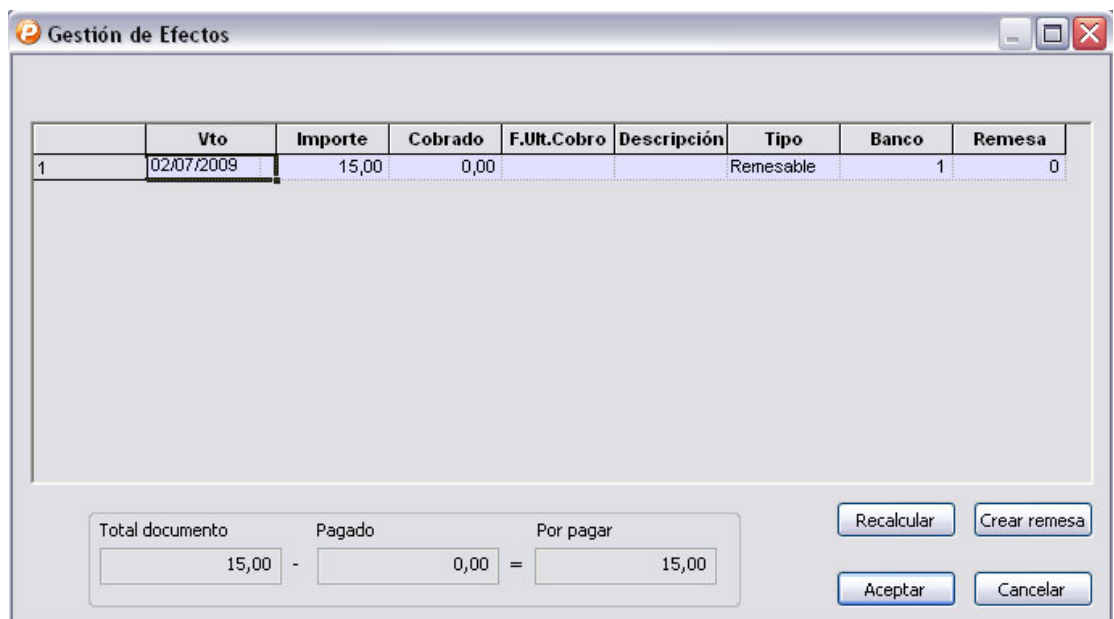 Gestión de Efectos
Vto Importe Cobrado F.Ult.Cobro Descripción Tipo Banco Remesa
1 02/07/2009 15,00 0,00 Remesable 1 0
Recalcular Crear remesa
Total documento Pagado Por pagar
15,00 - 0,00 = 15,00
Aceptar Cancelar